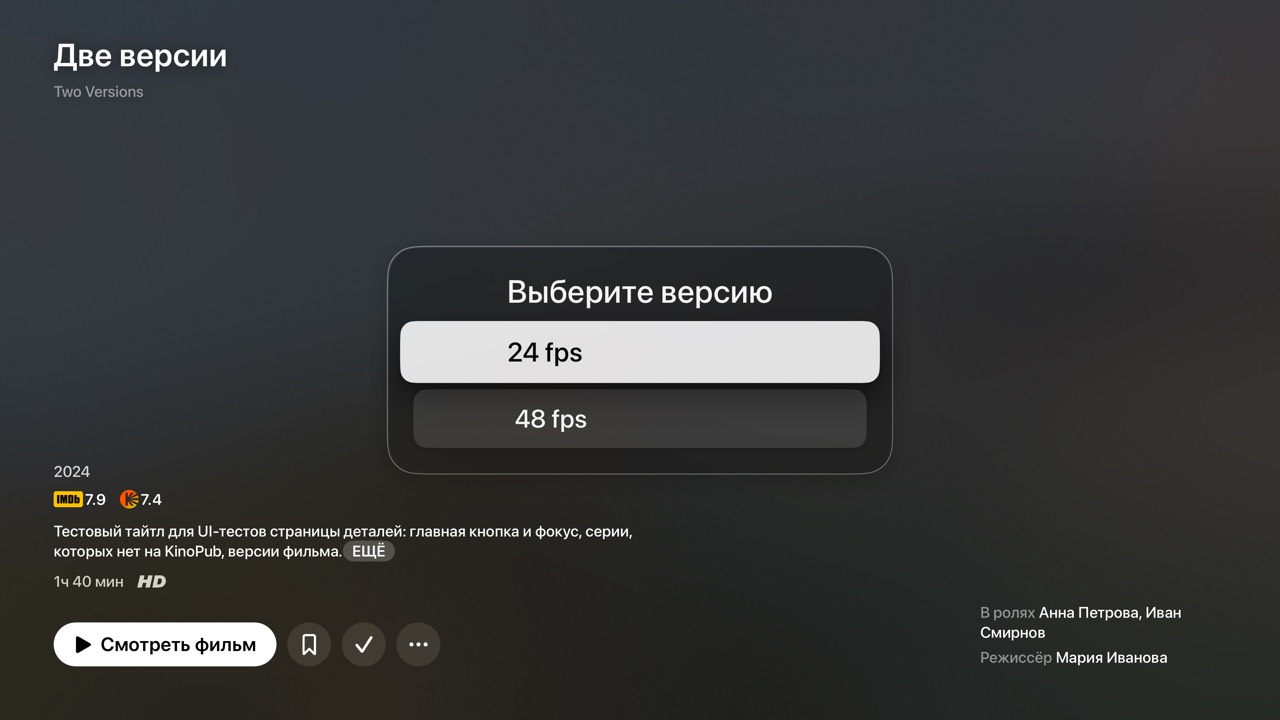 Две версии
Two Versions
Выберите версию
24 fps
48 fps
2024
IMDb 7.9 7.4
Тестовый тайтл для UI-тестов страницы деталей: главная кнопка и фокус, серии,
которых нет на KinoPub, версии фильма. ЕЩЁ
1ч 40 мин HD
Смотреть фильм
В ролях Анна Петрова, Иван
Смирнов
Режиссёр Мария Иванова